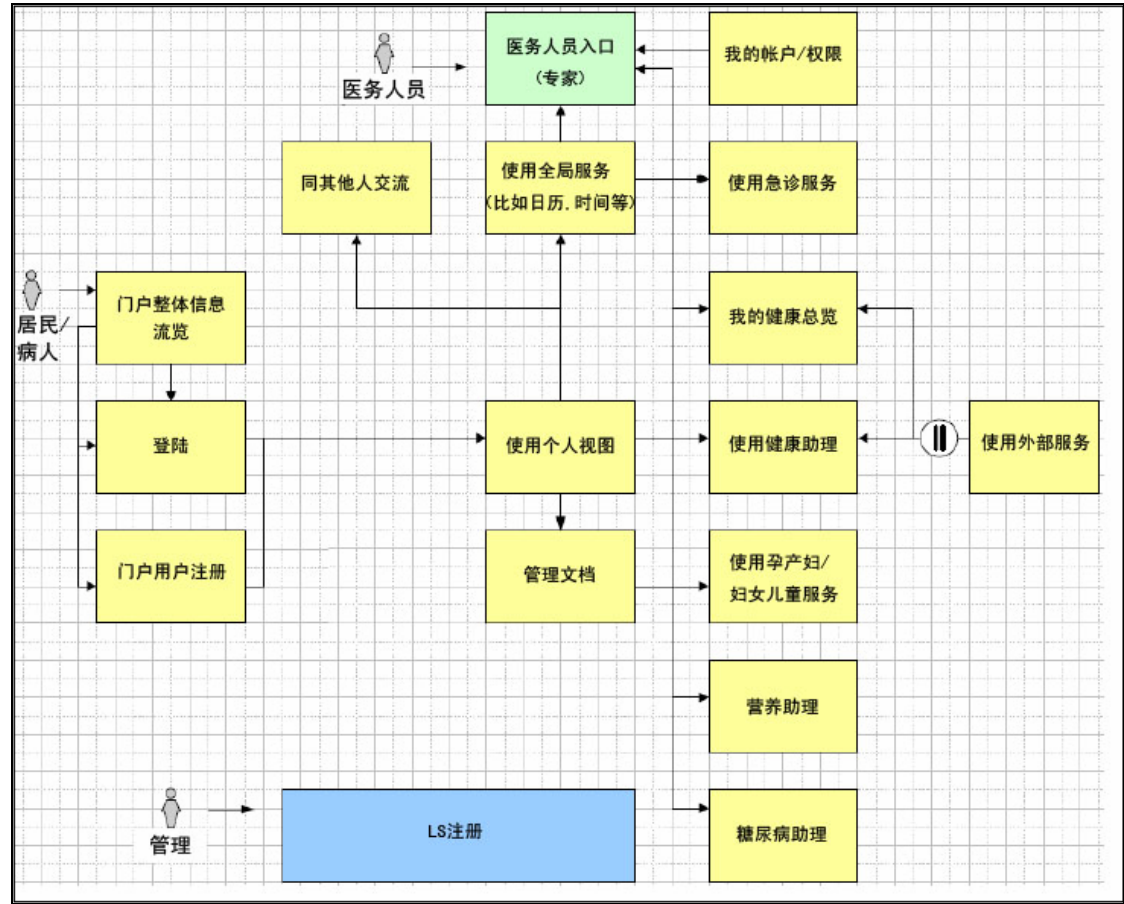 医务人员入口
(专家)
我的帐户/权限
医务人员
同其他人交流
使用全局服务
(比如日历.时间等)
使用急诊服务
门户整体信息
流览
居民/
病人
我的健康总览
登陆
使用个人视图
使用健康助理
使用外部服务
门户用户注册
管理文档
使用孕产妇/
妇女儿童服务
营养助理
管理
LS注册
糖尿病助理